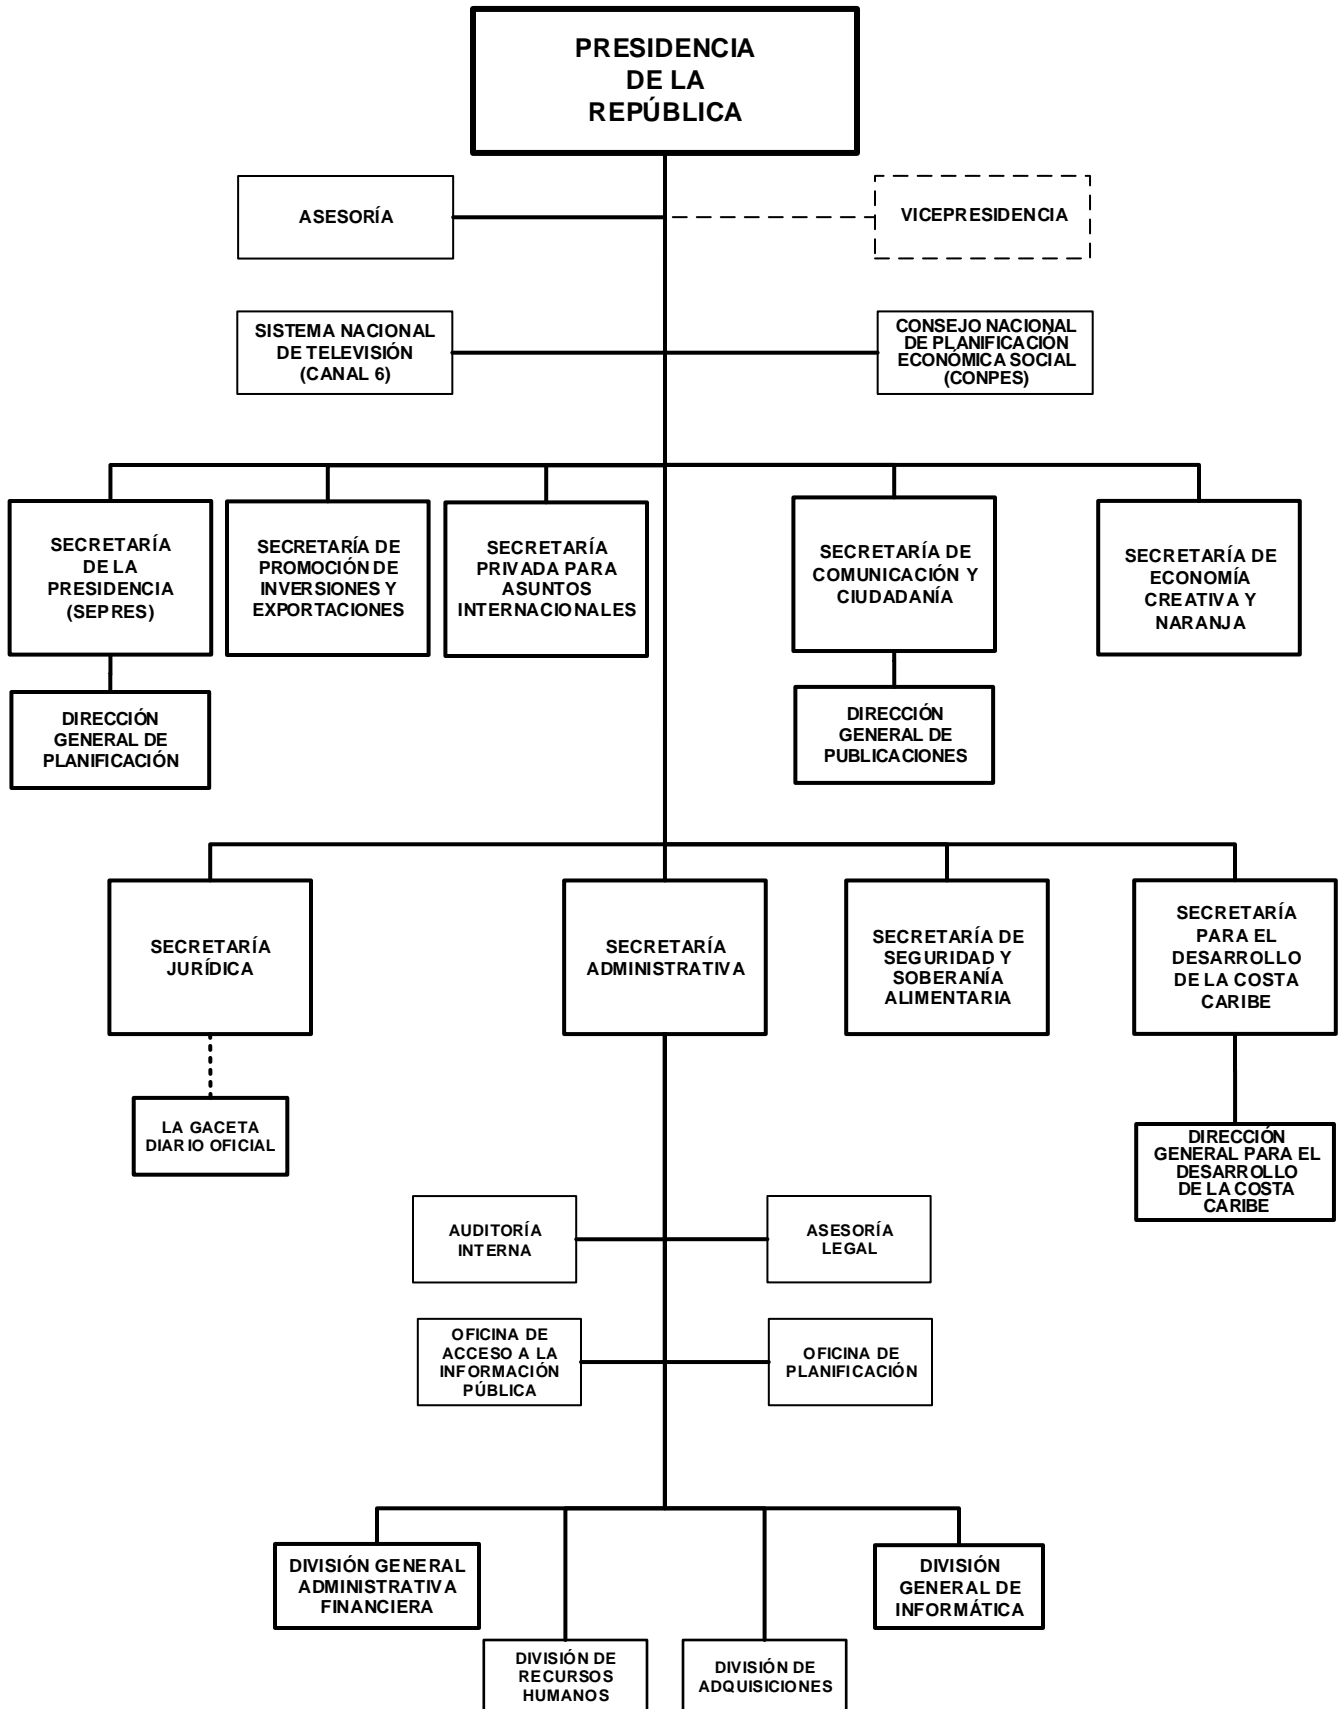 PRESIDENCIA
DE LA
REPÚBLICA
ASESORÍA
VICEPRESIDENCIA
SISTEMA NACIONAL
DE TELEVISIÓN
(CANAL 6)
CONSEJO NACIONAL
DE PLANIFICACIÓN
ECONÓMICA SOCIAL
(CONPES)
SECRETARÍA
DE LA
PRESIDENCIA
(SEPRES)
SECRETARÍA DE
PROMOCIÓN DE
INVERSIONES Y
EXPORTACIONES
SECRETARÍA
PRIVADA PARA
ASUNTOS
INTERNACIONALES
SECRETARÍA DE
COMUNICACIÓN Y
CIUDADANÍA
SECRETARÍA DE
ECONOMÍA
CREATIVA Y
NARANJA
DIRECCIÓN
GENERAL DE
PLANIFICACIÓN
DIRECCIÓN
GENERAL DE
PUBLICACIONES
SECRETARÍA
JURÍDICA
SECRETARÍA
ADMINISTRATIVA
SECRETARÍA DE
SEGURIDAD Y
SOBERANÍA
ALIMENTARIA
SECRETARÍA
PARA EL
DESARROLLO
DE LA COSTA
CARIBE
LA GACETA
DIARIO OFICIAL
DIRECCIÓN
GENERAL PARA EL
DESARROLLO
DE LA COSTA
CARIBE
AUDITORÍA
INTERNA
ASESORÍA
LEGAL
OFICINA DE
ACCESO A LA
INFORMACIÓN
PÚBLICA
OFICINA DE
PLANIFICACIÓN
DIVISIÓN GENERAL
ADMINISTRATIVA
FINANCIERA
DIVISIÓN
GENERAL DE
INFORMÁTICA
DIVISIÓN DE
RECURSOS
HUMANOS
DIVISIÓN DE
ADQUISICIONES